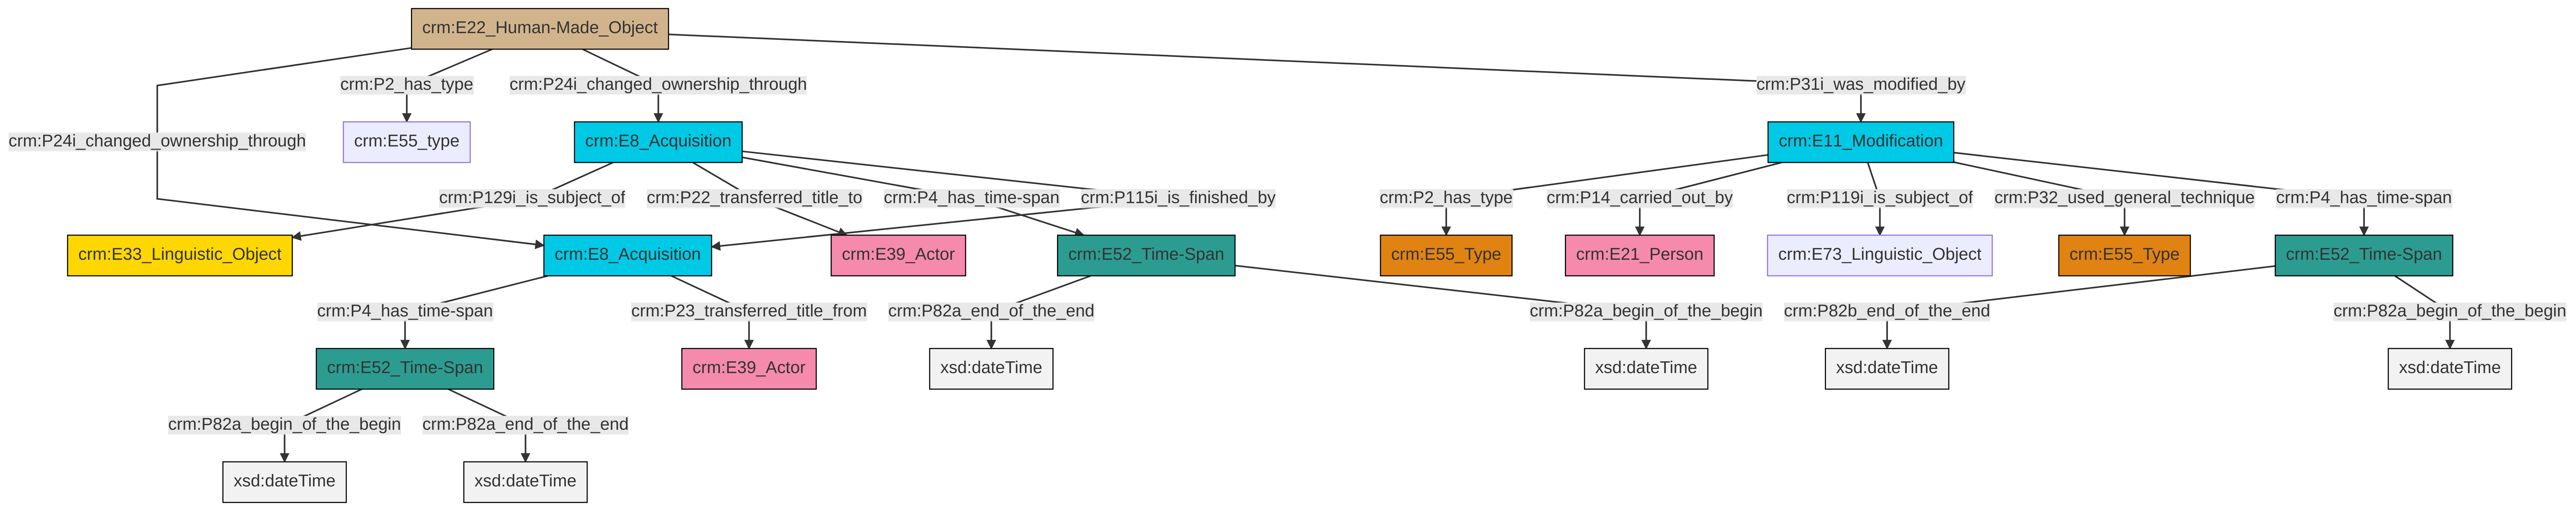 crm:E22_Human-Made_Object
crm:P2_has_type
crm:P24i_changed_ownership_through
crm:P31i_was_modified_by
crm:P24i_changed_ownership_through
crm:E55_type
crm:E8_Acquisition
crm:E11_Modification
crm:P129i_is_subject_of
crm:P22_transferred_title_to
crm:P4_has_time-span
crm:P115i_is_finished_by
crm:P2_has_type
crm:P14_carried_out_by
crm:P119i_is_subject_of
crm:P32_used_general_technique
crm:P4_has_time-span
crm:E33_Linguistic_Object
crm:E8_Acquisition
crm:E39_Actor
crm:E52_Time-Span
crm:E55_Type
crm:E21_Person
crm:E73_Linguistic_Object
crm:E55_Type
crm:E52_Time-Span
crm:P4_has_time-span
crm:P23_transferred_title_from
crm:P82a_end_of_the_end
crm:P82a_begin_of_the_begin
crm:P82b_end_of_the_end
crm:P82a_begin_of_the_begin
crm:E52_Time-Span
crm:E39_Actor
xsd:dateTime
xsd:dateTime
xsd:dateTime
xsd:dateTime
crm:P82a_begin_of_the_begin
crm:P82a_end_of_the_end
xsd:dateTime
xsd:dateTime